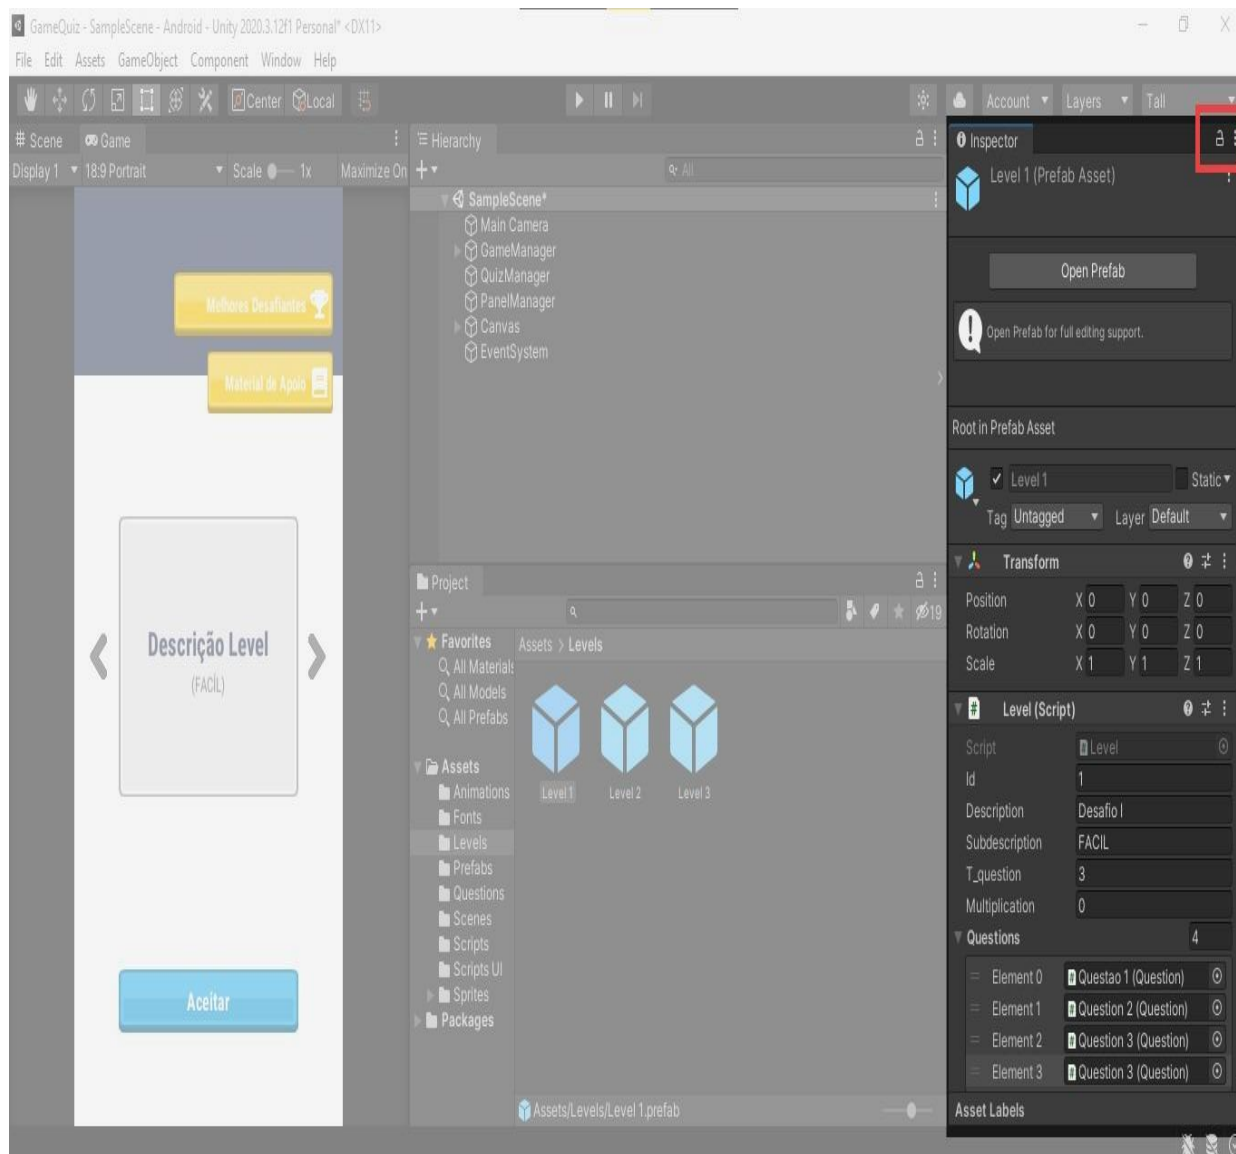 GameQuiz - SampleScene - Android - Unity 2020.3.12f1 Personal* <DX11>
File Edit Assets GameObject Component Window Help
Center Local
Account Layers Tall
Scene Game
Display 1 18:9 Portrait Scale 1x Maximize On
Melhores Desafiantes
Material de Apoio
Descrição Level
(FACÍL)
Aceitar
Hierarchy
All
SampleScene*
Main Camera
GameManager
QuizManager
PanelManager
Canvas
EventSystem
Project
19
Favorites
All Materials
All Models
All Prefabs
Assets
Animations
Fonts
Levels
Prefabs
Questions
Scenes
Scripts
Scripts UI
Sprites
Packages
Assets > Levels
Level 1 Level 2 Level 3
Assets/Levels/Level 1.prefab
Inspector
Level 1 (Prefab Asset)
Open Prefab
Open Prefab for full editing support.
Root in Prefab Asset
Level 1 Static
Tag Untagged Layer Default
Transform
Position X 0 Y 0 Z 0
Rotation X 0 Y 0 Z 0
Scale X 1 Y 1 Z 1
Level (Script)
Script Level
Id 1
Description Desafio I
Subdescription FACIL
T_question 3
Multiplication 0
Questions 4
Element 0 Questao 1 (Question)
Element 1 Question 2 (Question)
Element 2 Question 3 (Question)
Element 3 Question 3 (Question)
Asset Labels